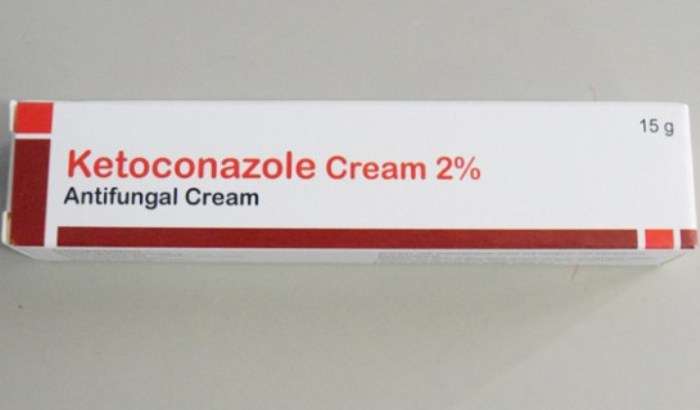 15 g
Ketoconazole Cream 2%
Antifungal Cream